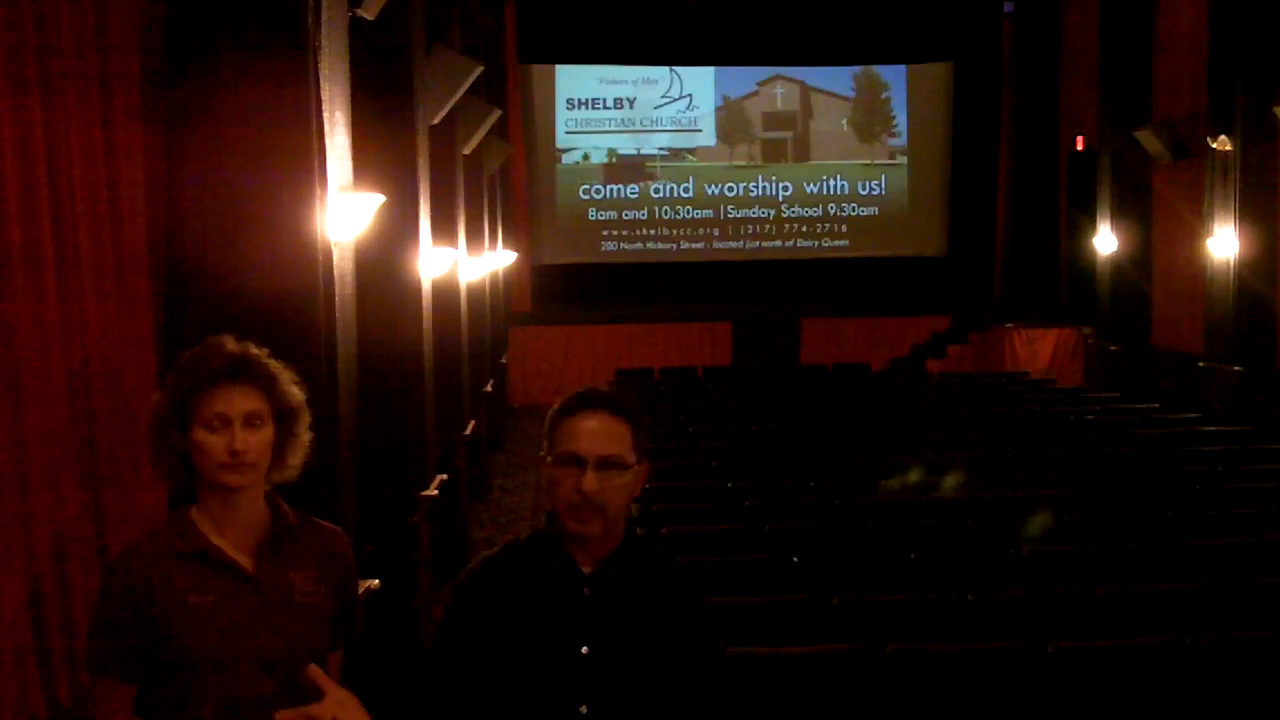 "Fishers of Men"
SHELBY
CHRISTIAN CHURCH
come and worship with us!
8am and 10:30am | Sunday School 9:30am
www.shelbycc.org | (217) 774-2716
200 North Hickory Street - located just north of Dairy Queen